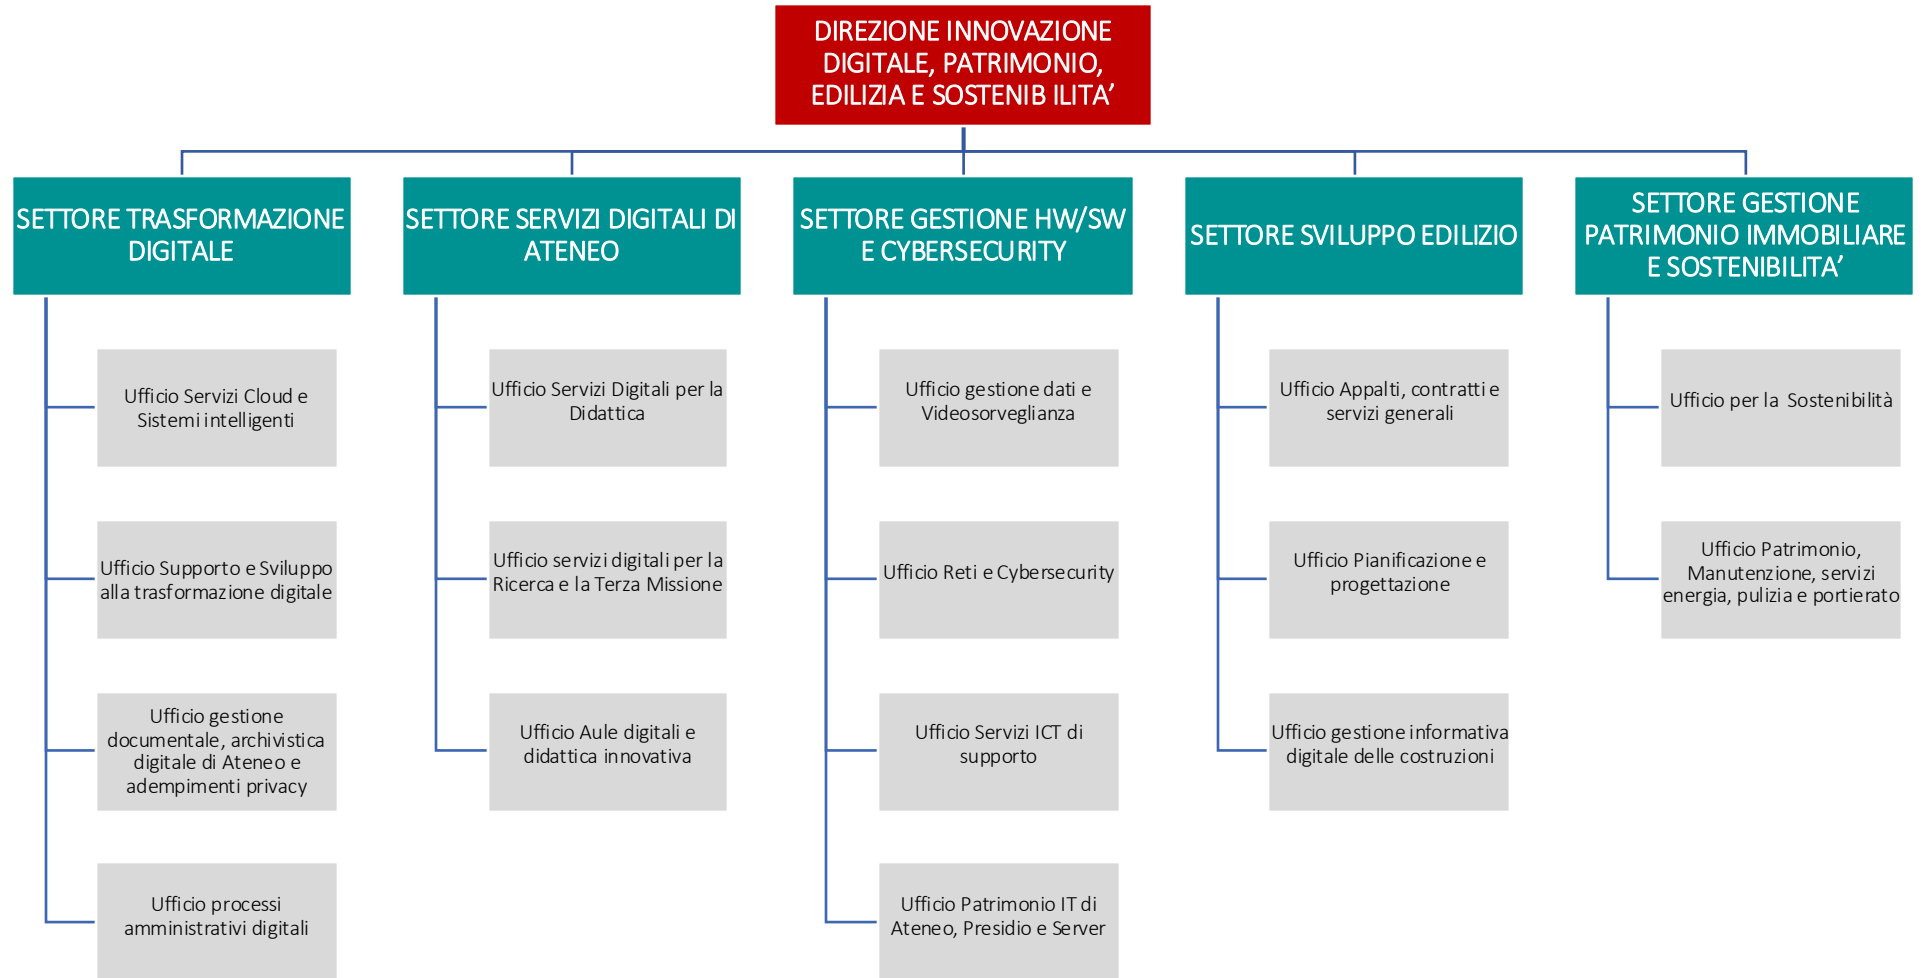 DIREZIONE INNOVAZIONE
DIGITALE, PATRIMONIO,
EDILIZIA E SOSTENIB ILITA’
SETTORE TRASFORMAZIONE
DIGITALE
Ufficio Servizi Cloud e
Sistemi intelligenti
Ufficio Supporto e Sviluppo
alla trasformazione digitale
Ufficio gestione
documentale, archivistica
digitale di Ateneo e
adempimenti privacy
Ufficio processi
amministrativi digitali
SETTORE SERVIZI DIGITALI DI
ATENEO
Ufficio Servizi Digitali per la
Didattica
Ufficio servizi digitali per la
Ricerca e la Terza Missione
Ufficio Aule digitali e
didattica innovativa
SETTORE GESTIONE HW/SW
E CYBERSECURITY
Ufficio gestione dati e
Videosorveglianza
Ufficio Reti e Cybersecurity
Ufficio Servizi ICT di
supporto
Ufficio Patrimonio IT di
Ateneo, Presidio e Server
SETTORE SVILUPPO EDILIZIO
Ufficio Appalti, contratti e
servizi generali
Ufficio Pianificazione e
progettazione
Ufficio gestione informativa
digitale delle costruzioni
SETTORE GESTIONE
PATRIMONIO IMMOBILIARE
E SOSTENIBILITA’
Ufficio per la Sostenibilità
Ufficio Patrimonio,
Manutenzione, servizi
energia, pulizia e portierato